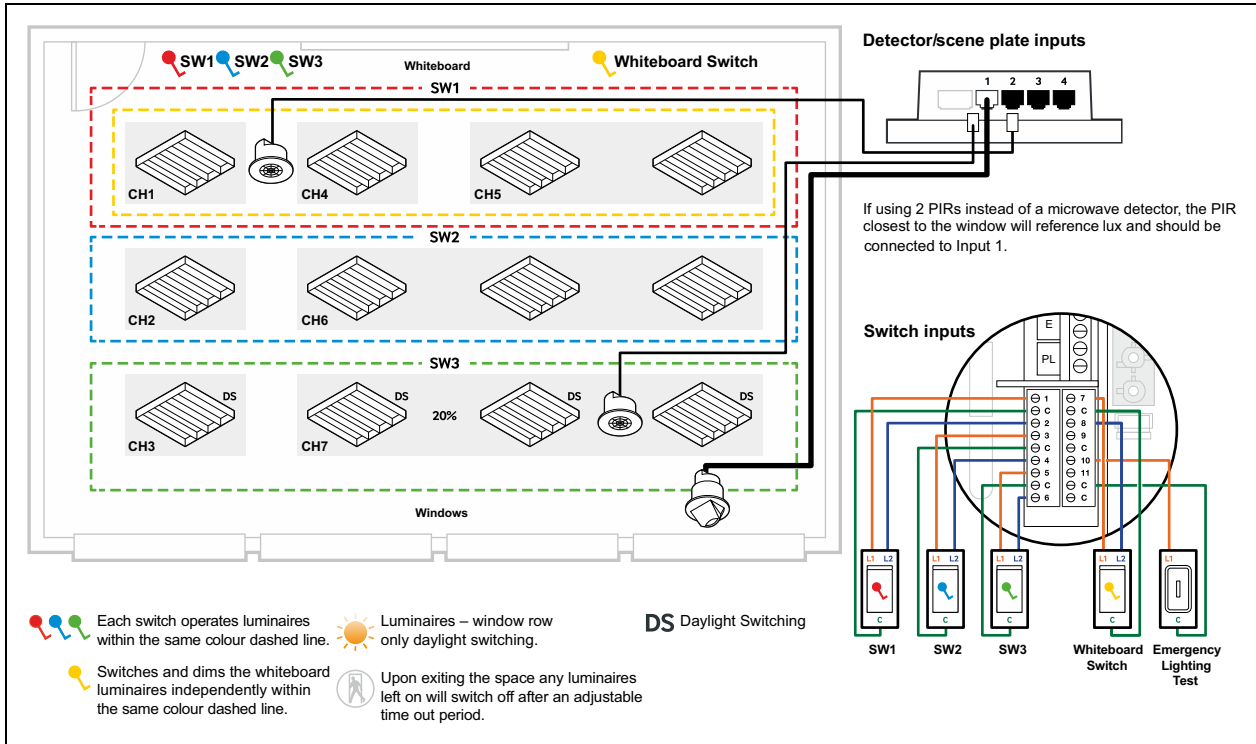 SW1 SW2 SW3
Whiteboard
Whiteboard Switch
SW1
CH1
CH4
CH5
SW2
CH2
CH6
SW3
DS
DS
DS
DS
CH3
CH7
20%
Windows
Detector/scene plate inputs
1 2 3 4
If using 2 PIRs instead of a microwave detector, the PIR
closest to the window will reference lux and should be
connected to Input 1.
Switch inputs
E
PL
1 7
C C
2 8
3 9
C C
4 10
5 11
C C
6 C
L1 L2
L1 L2
L1 L2
L1 L2
L1
C
C
C
C
C
SW1
SW2
SW3
Whiteboard
Switch
Emergency
Lighting
Test
Each switch operates luminaires
within the same colour dashed line.
Switches and dims the whiteboard
luminaires independently within
the same colour dashed line.
Luminaires – window row
only daylight switching.
Upon exiting the space any luminaires
left on will switch off after an adjustable
time out period.
DS Daylight Switching